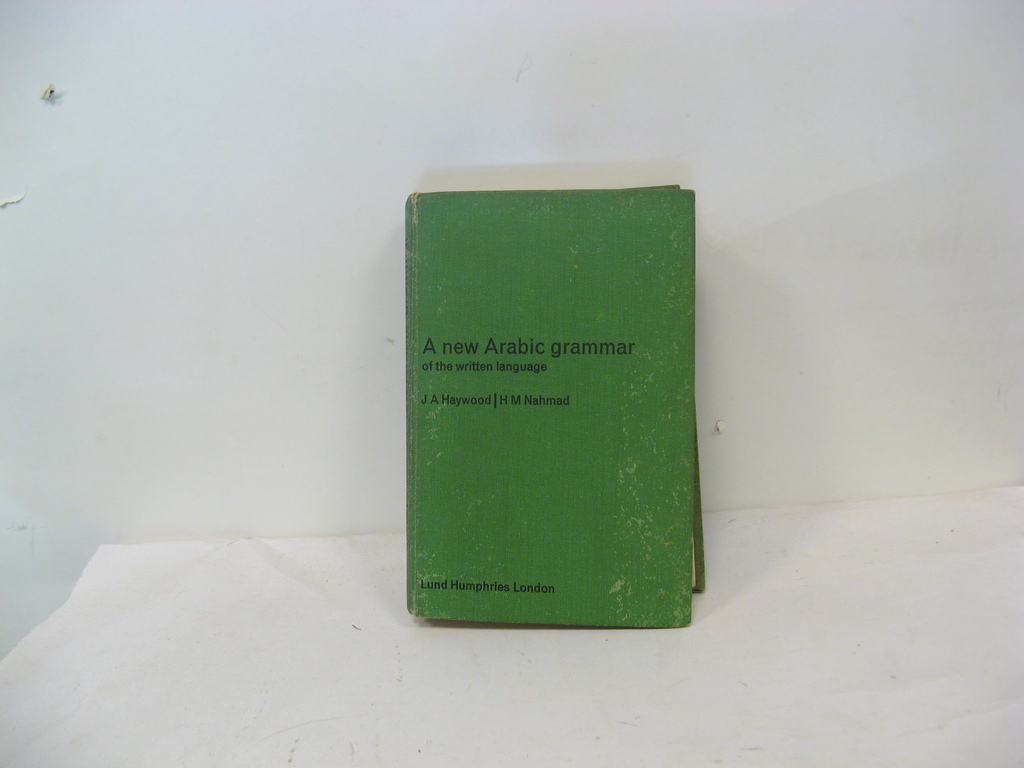 A new Arabic grammar
of the written language
J A Haywood | H M Nahmad
Lund Humphries London